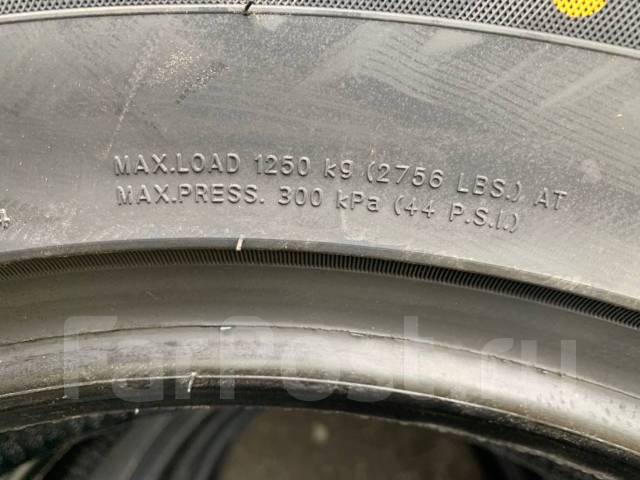 MAX.LOAD 1250 kg (2756 LBS.) AT
MAX.PRESS. 300 kPa (44 P.S.I.)
FarPost.ru